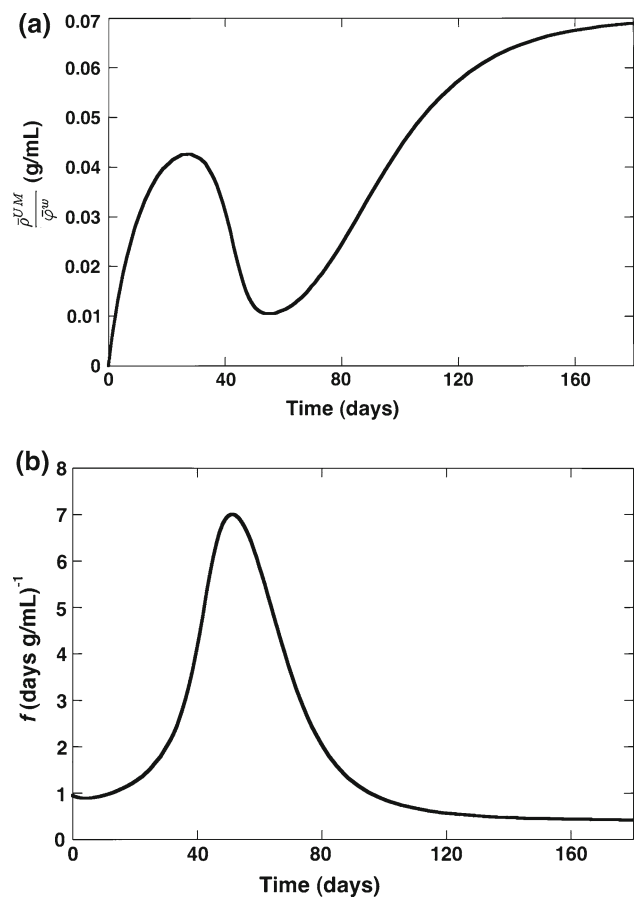 (a)
0.07
0.06
0.05
0.04
0.03
0.02
0.01
0
ρ̄^{UM} / φ̄^w (g/mL)
0 40 80 120 160
Time (days)
(b)
8
7
6
5
4
3
2
1
0
f (days g/mL)⁻¹
0 40 80 120 160
Time (days)